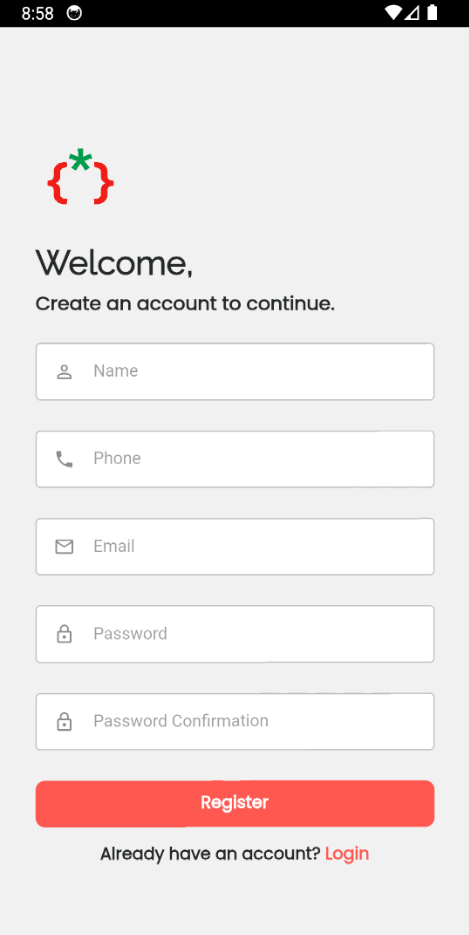 8:58
{*}
Welcome,
Create an account to continue.
Name
Phone
Email
Password
Password Confirmation
Register
Already have an account? Login